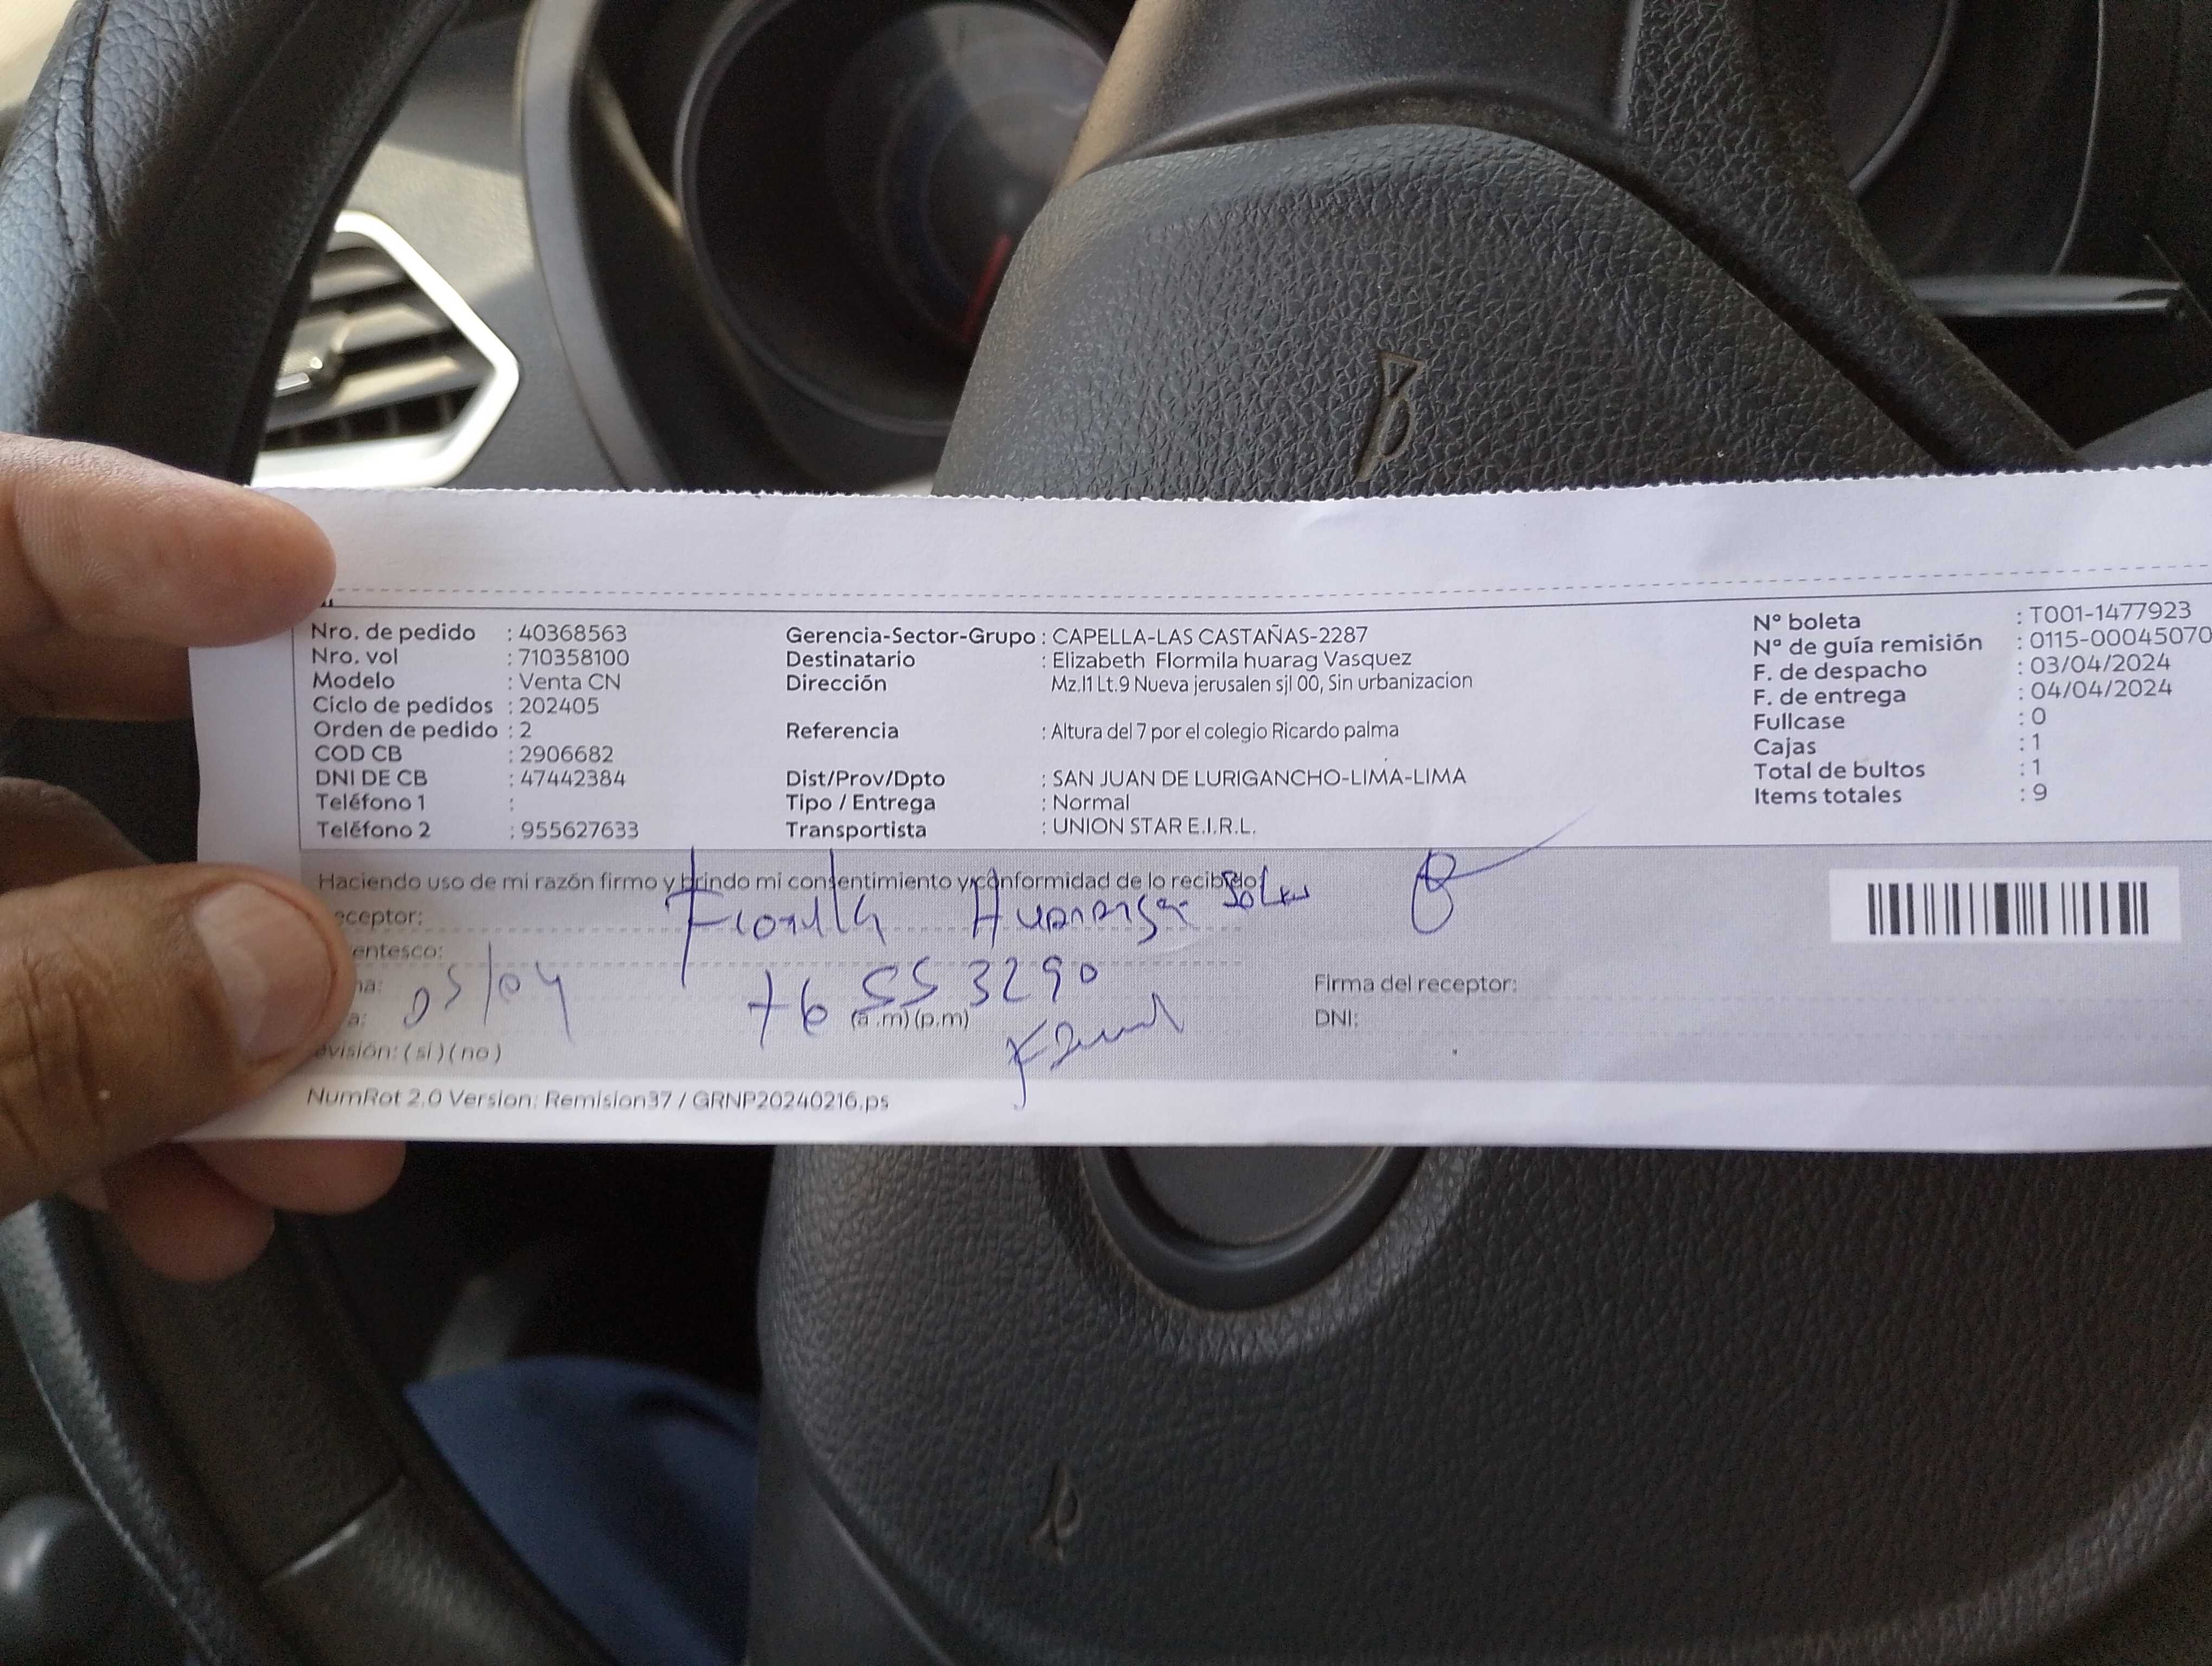 Nro. de pedido : 40368563
Nro. vol : 710358100
Modelo : Venta CN
Ciclo de pedidos : 202405
Orden de pedido : 2
COD CB : 2906682
DNI DE CB : 47442384
Teléfono 1 :
Teléfono 2 : 955627633
Gerencia-Sector-Grupo : CAPELLA-LAS CASTAÑAS-2287
Destinatario : Elizabeth Flormila huarag Vasquez
Dirección Mz.I1 Lt.9 Nueva jerusalen sjl 00, Sin urbanizacion
Referencia : Altura del 7 por el colegio Ricardo palma
Dist/Prov/Dpto : SAN JUAN DE LURIGANCHO-LIMA-LIMA
Tipo / Entrega : Normal
Transportista : UNION STAR E.I.R.L.
N° boleta : T001-1477923
N° de guía remisión : 0115-00045070
F. de despacho : 03/04/2024
F. de entrega : 04/04/2024
Fullcase : 0
Cajas : 1
Total de bultos : 1
Items totales : 9
Haciendo uso de mi razón firmo y brindo mi consentimiento y conformidad de lo recibido:
eceptor:
entesco:
na: 05/04
a: (a.m)(p.m)
evisión: (si)(no)
76553290
Firma del receptor:
DNI:
NumRot 2.0 Version: Remision37 / GRNP20240216.ps